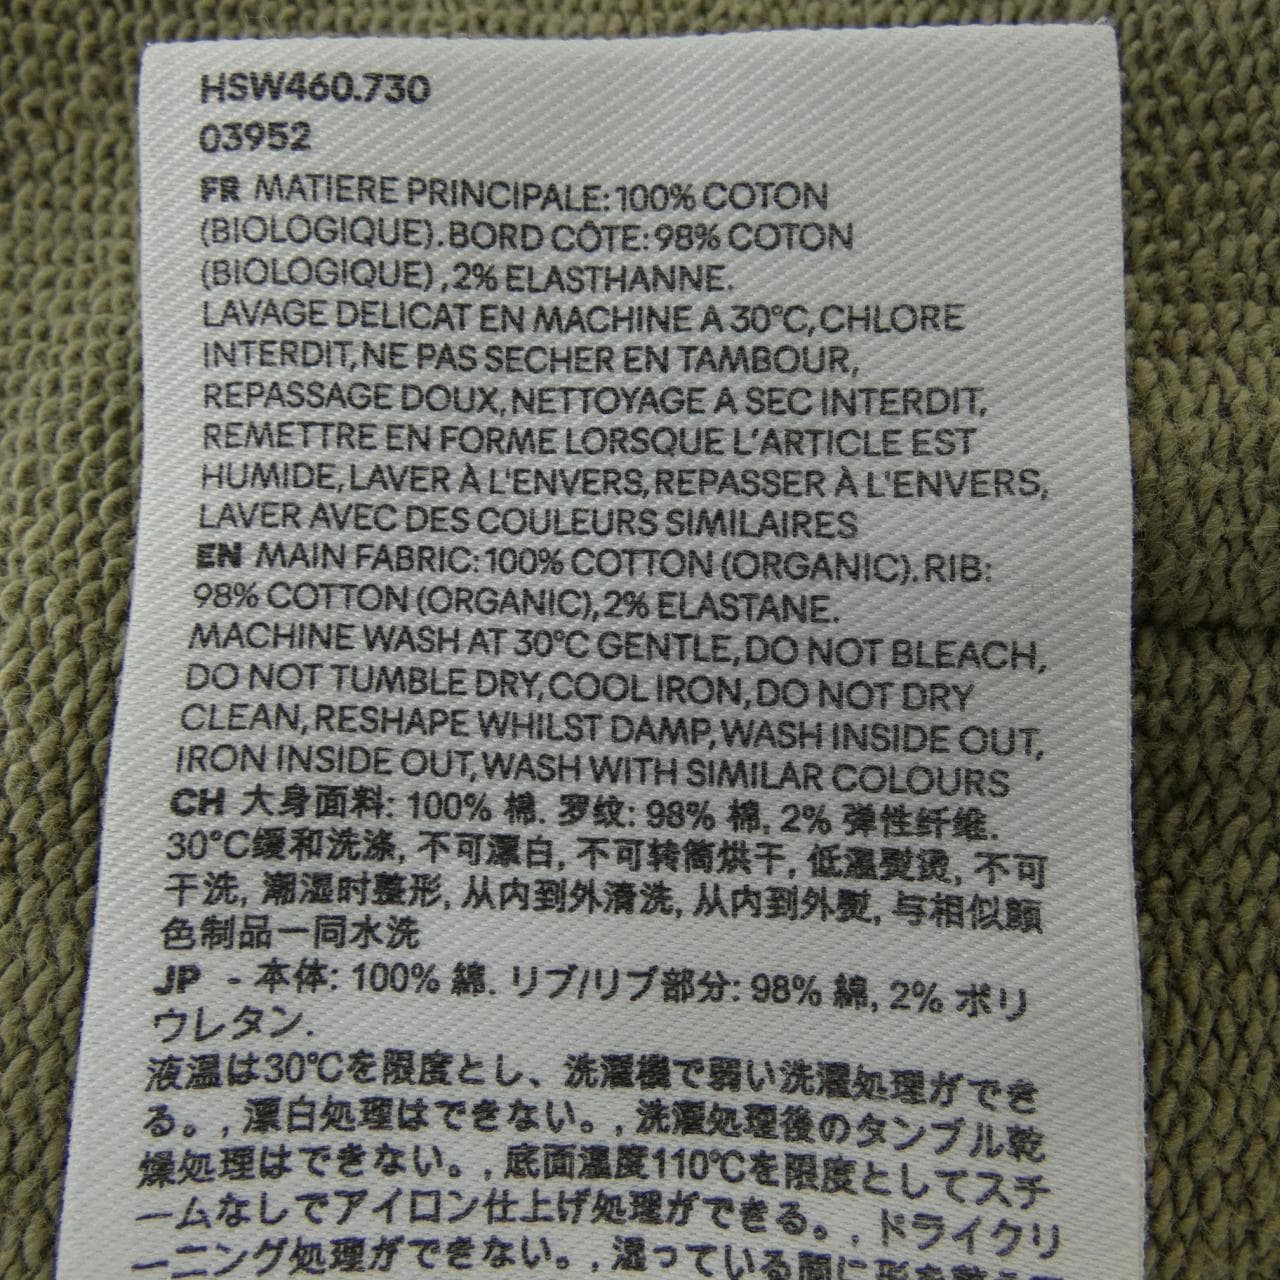 HSW460.730
03952
FR MATIERE PRINCIPALE: 100% COTON
(BIOLOGIQUE). BORD CÔTE: 98% COTON
(BIOLOGIQUE), 2% ELASTHANNE.
LAVAGE DELICAT EN MACHINE À 30°C, CHLORE
INTERDIT, NE PAS SECHER EN TAMBOUR,
REPASSAGE DOUX, NETTOYAGE A SEC INTERDIT,
REMETTRE EN FORME LORSQUE L'ARTICLE EST
HUMIDE, LAVER À L'ENVERS, REPASSER À L'ENVERS,
LAVER AVEC DES COULEURS SIMILAIRES
EN MAIN FABRIC: 100% COTTON (ORGANIC). RIB:
98% COTTON (ORGANIC), 2% ELASTANE.
MACHINE WASH AT 30°C GENTLE, DO NOT BLEACH,
DO NOT TUMBLE DRY, COOL IRON, DO NOT DRY
CLEAN, RESHAPE WHILST DAMP, WASH INSIDE OUT,
IRON INSIDE OUT, WASH WITH SIMILAR COLOURS
CH 大身面料: 100% 棉. 罗纹: 98% 棉, 2% 弹性纤维.
30°C缓和洗涤, 不可漂白, 不可转筒烘干, 低温熨烫, 不可
干洗, 潮湿时整形, 从内到外清洗, 从内到外熨, 与相似颜
色制品一同水洗
JP - 本体: 100% 綿. リブ/リブ部分: 98% 綿, 2% ポリ
ウレタン.
液温は30℃を限度とし、洗濯機で弱い洗濯処理ができ
る。, 漂白処理はできない。, 洗濯処理後のタンブル乾
燥処理はできない。, 底面温度110℃を限度としてスチ
ームなしでアイロン仕上げ処理ができる。, ドライクリ
ーニング処理ができない。, 湿っている間に形を整